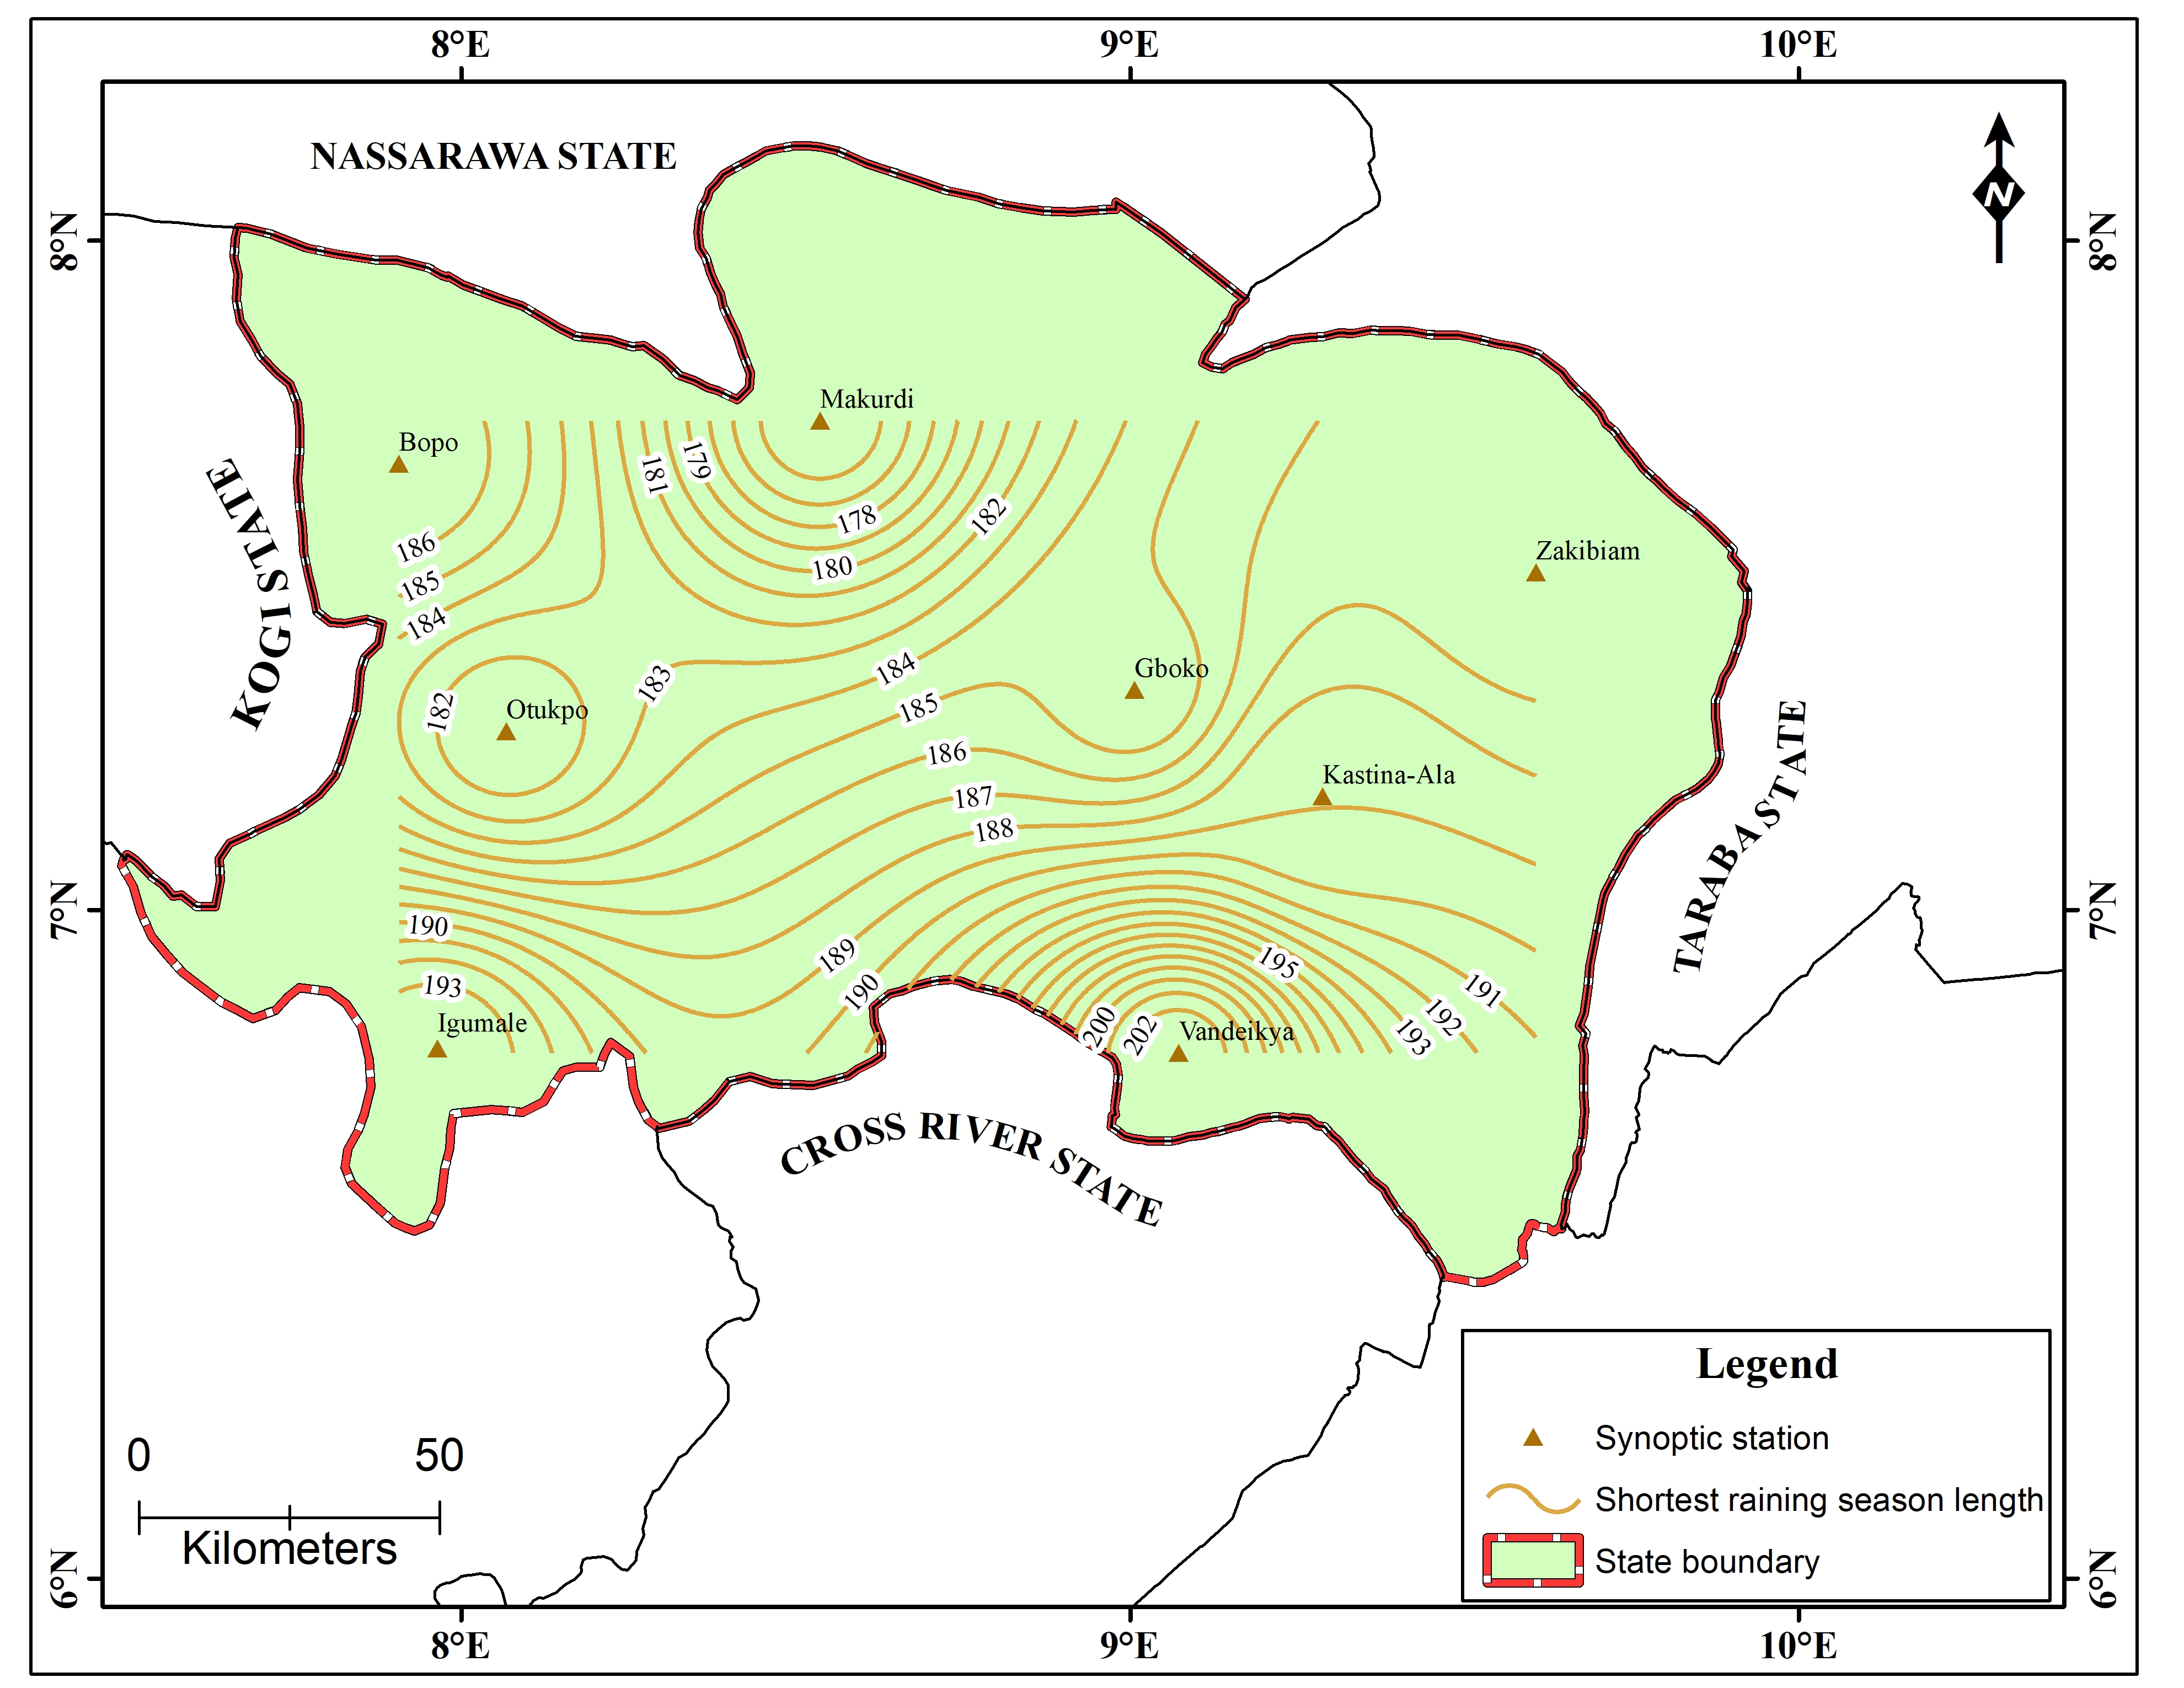 8°E
9°E
10°E
NASSARAWA STATE
N
8°N
8°N
Makurdi
Bopo
181
179
178
182
180
186
185
184
Zakibiam
KOGI STATE
184
183
185
182
Otukpo
Gboko
186
Kastina-Ala
187
188
TARABA STATE
7°N
7°N
190
189
190
193
Igumale
195
191
192
193
200
202
Vandeikya
CROSS RIVER STATE
Legend
Synoptic station
Shortest raining season length
State boundary
0
50
Kilometers
6°N
6°N
8°E
9°E
10°E